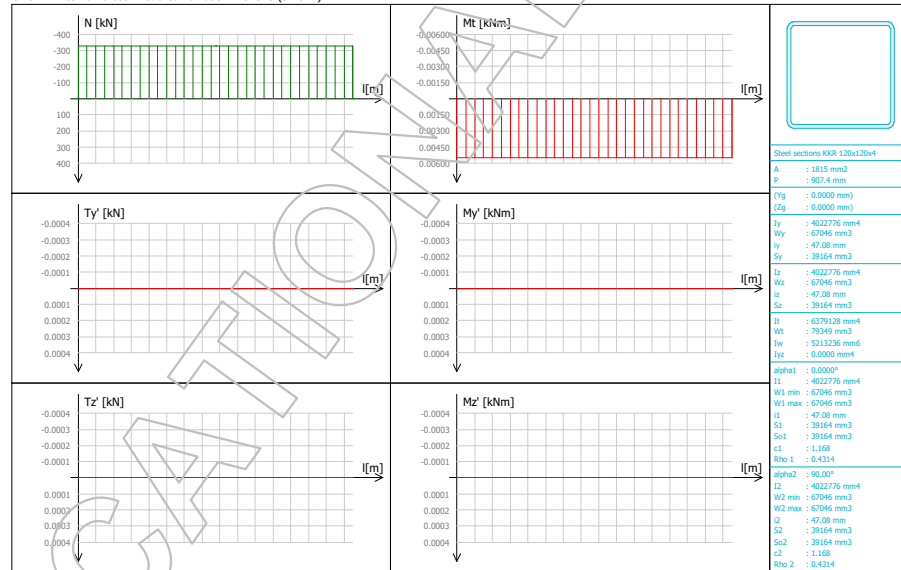 N [kN]
-400
-300
-200
-100
l[m]
100
200
300
400
Mt [kNm]
-0.00600
-0.00450
-0.00300
-0.00150
l[m]
0.00150
0.00300
0.00450
0.00600
Ty' [kN]
-0.0004
-0.0003
-0.0002
-0.0001
l[m]
0.0001
0.0002
0.0003
0.0004
My' [kNm]
-0.0004
-0.0003
-0.0002
-0.0001
l[m]
0.0001
0.0002
0.0003
0.0004
Tz' [kN]
-0.0004
-0.0003
-0.0002
-0.0001
l[m]
0.0001
0.0002
0.0003
0.0004
Mz' [kNm]
-0.0004
-0.0003
-0.0002
-0.0001
l[m]
0.0001
0.0002
0.0003
0.0004
Steel sections KKR 120x120x4
A : 1815 mm2
P : 907.4 mm
(Yg : 0.0000 mm)
(Zg : 0.0000 mm)
Iy : 4022776 mm4
Wy : 67046 mm3
iy : 47.08 mm
Sy : 39164 mm3
Iz : 4022776 mm4
Wz : 67046 mm3
iz : 47.08 mm
Sz : 39164 mm3
It : 6379128 mm4
Wt : 79349 mm3
Iw : 5213236 mm6
Iyz : 0.0000 mm4
alpha1 : 0.0000°
I1 : 4022776 mm4
W1 min : 67046 mm3
W1 max : 67046 mm3
i1 : 47.08 mm
S1 : 39164 mm3
So1 : 39164 mm3
c1 : 1.168
Rho 1 : 0.4314
alpha2 : 90.00°
I2 : 4022776 mm4
W2 min : 67046 mm3
W2 max : 67046 mm3
i2 : 47.08 mm
S2 : 39164 mm3
So2 : 39164 mm3
c2 : 1.168
Rho 2 : 0.4314
CATIONAL